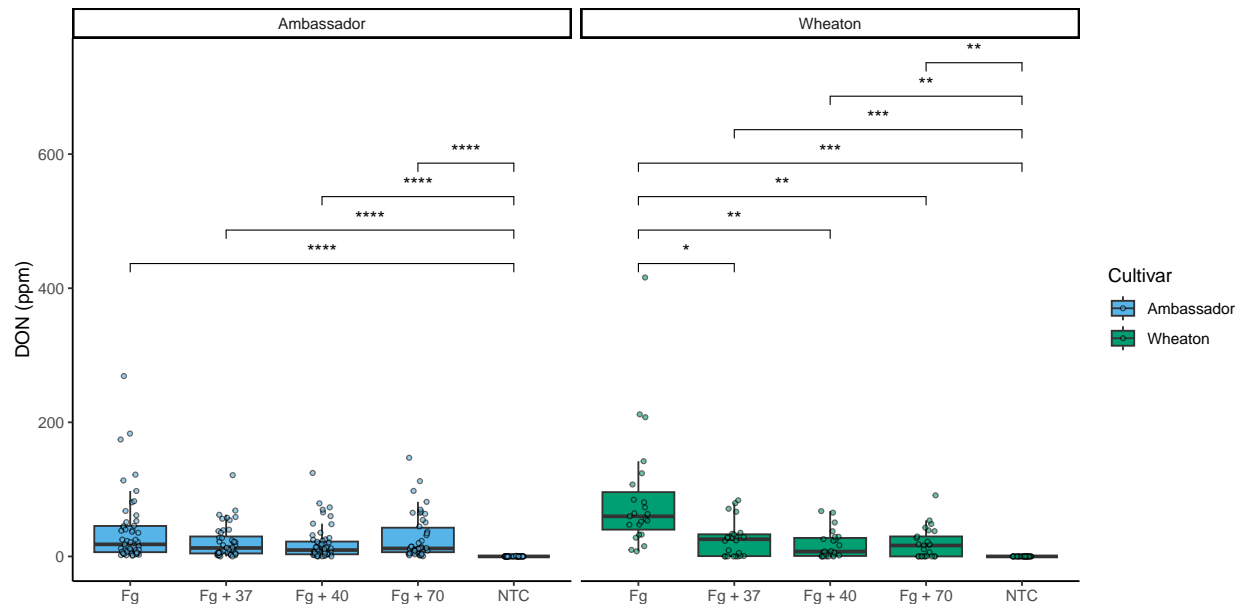 Ambassador Wheaton
**
**
*** 
**** ***
**** **
**** **
**** *
600
400
200
0
DON (ppm)
Fg Fg + 37 Fg + 40 Fg + 70 NTC Fg Fg + 37 Fg + 40 Fg + 70 NTC
Cultivar
Ambassador
Wheaton